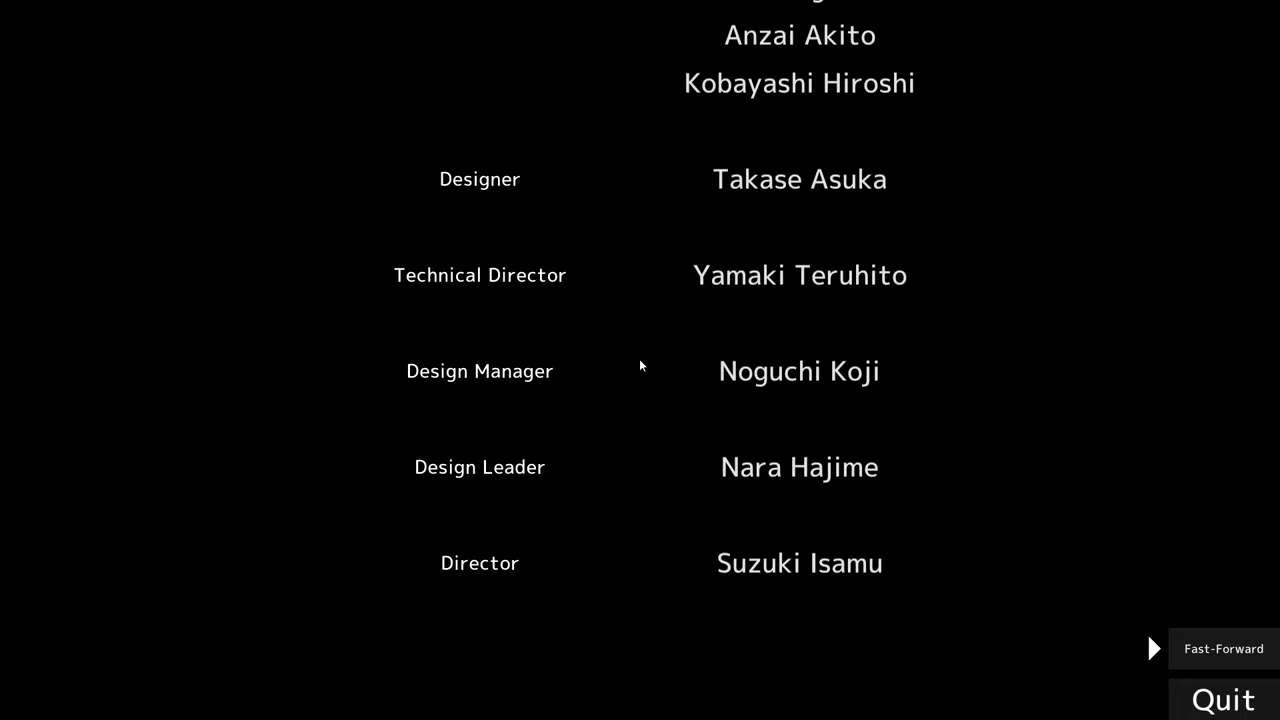 Anzai Akito
Kobayashi Hiroshi
Designer Takase Asuka
Technical Director Yamaki Teruhito
Design Manager Noguchi Koji
Design Leader Nara Hajime
Director Suzuki Isamu
Fast-Forward
Quit